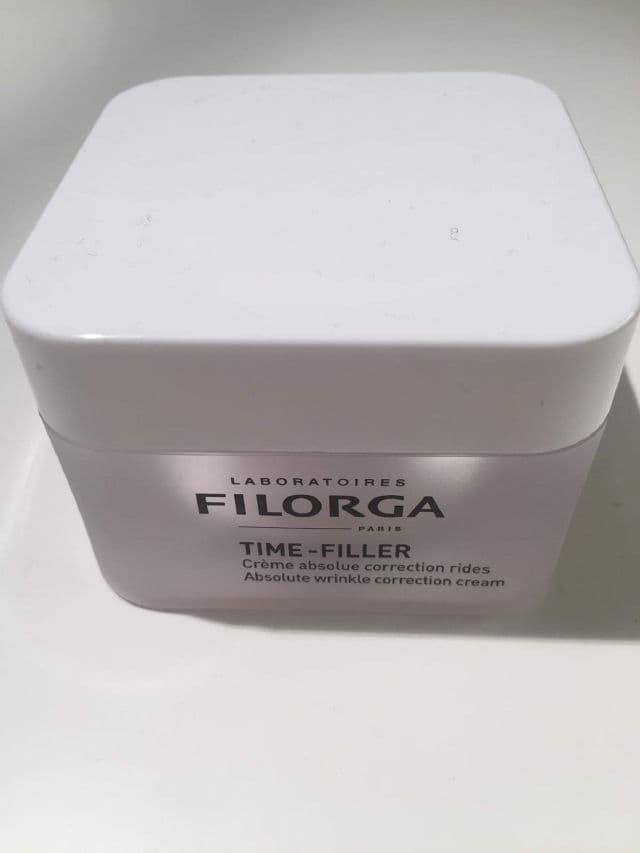 LABORATOIRES
FILORGA
PARIS
TIME-FILLER
Crème absolue correction rides
Absolute wrinkle correction cream